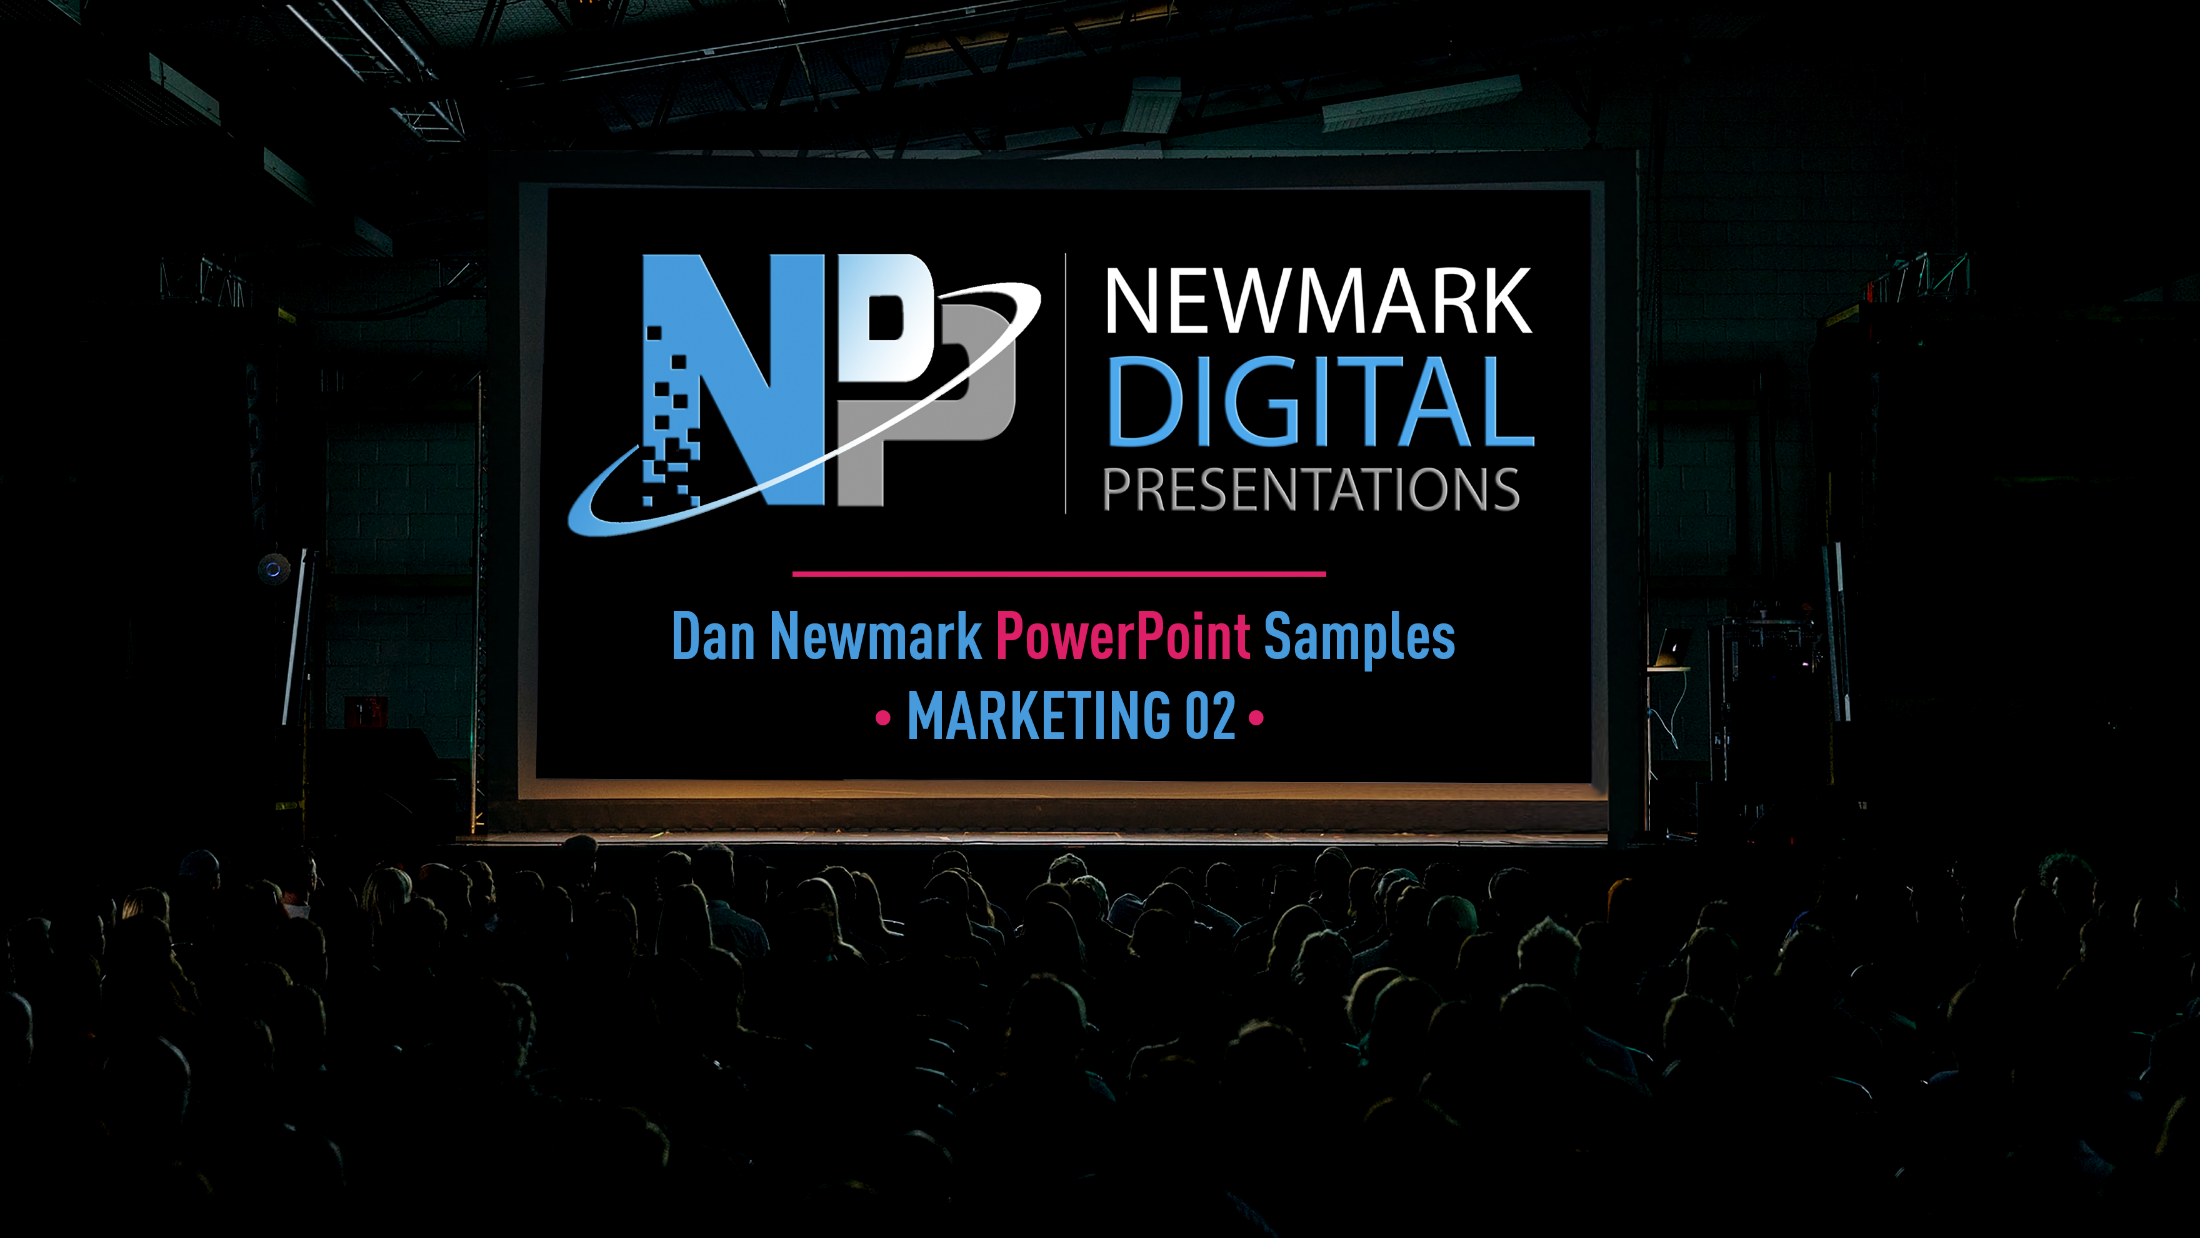 NDP
NEWMARK
DIGITAL
PRESENTATIONS
Dan Newmark PowerPoint Samples
• MARKETING 02 •